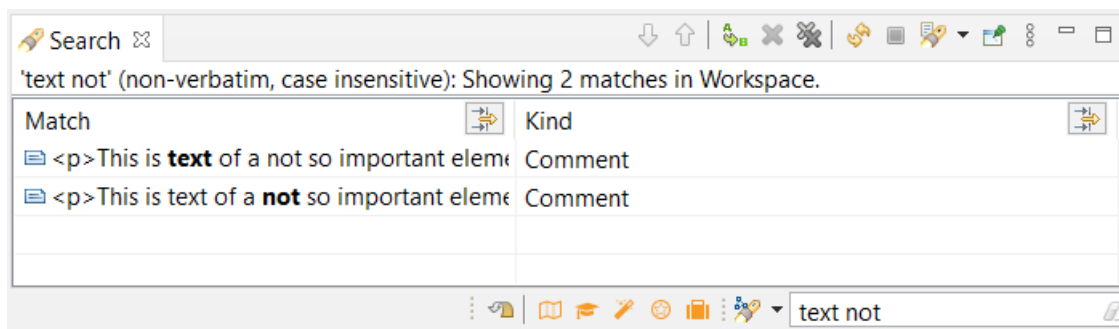 Search
'text not' (non-verbatim, case insensitive): Showing 2 matches in Workspace.
Match Kind
<p>This is text of a not so important eleme Comment
<p>This is text of a not so important eleme Comment
text not